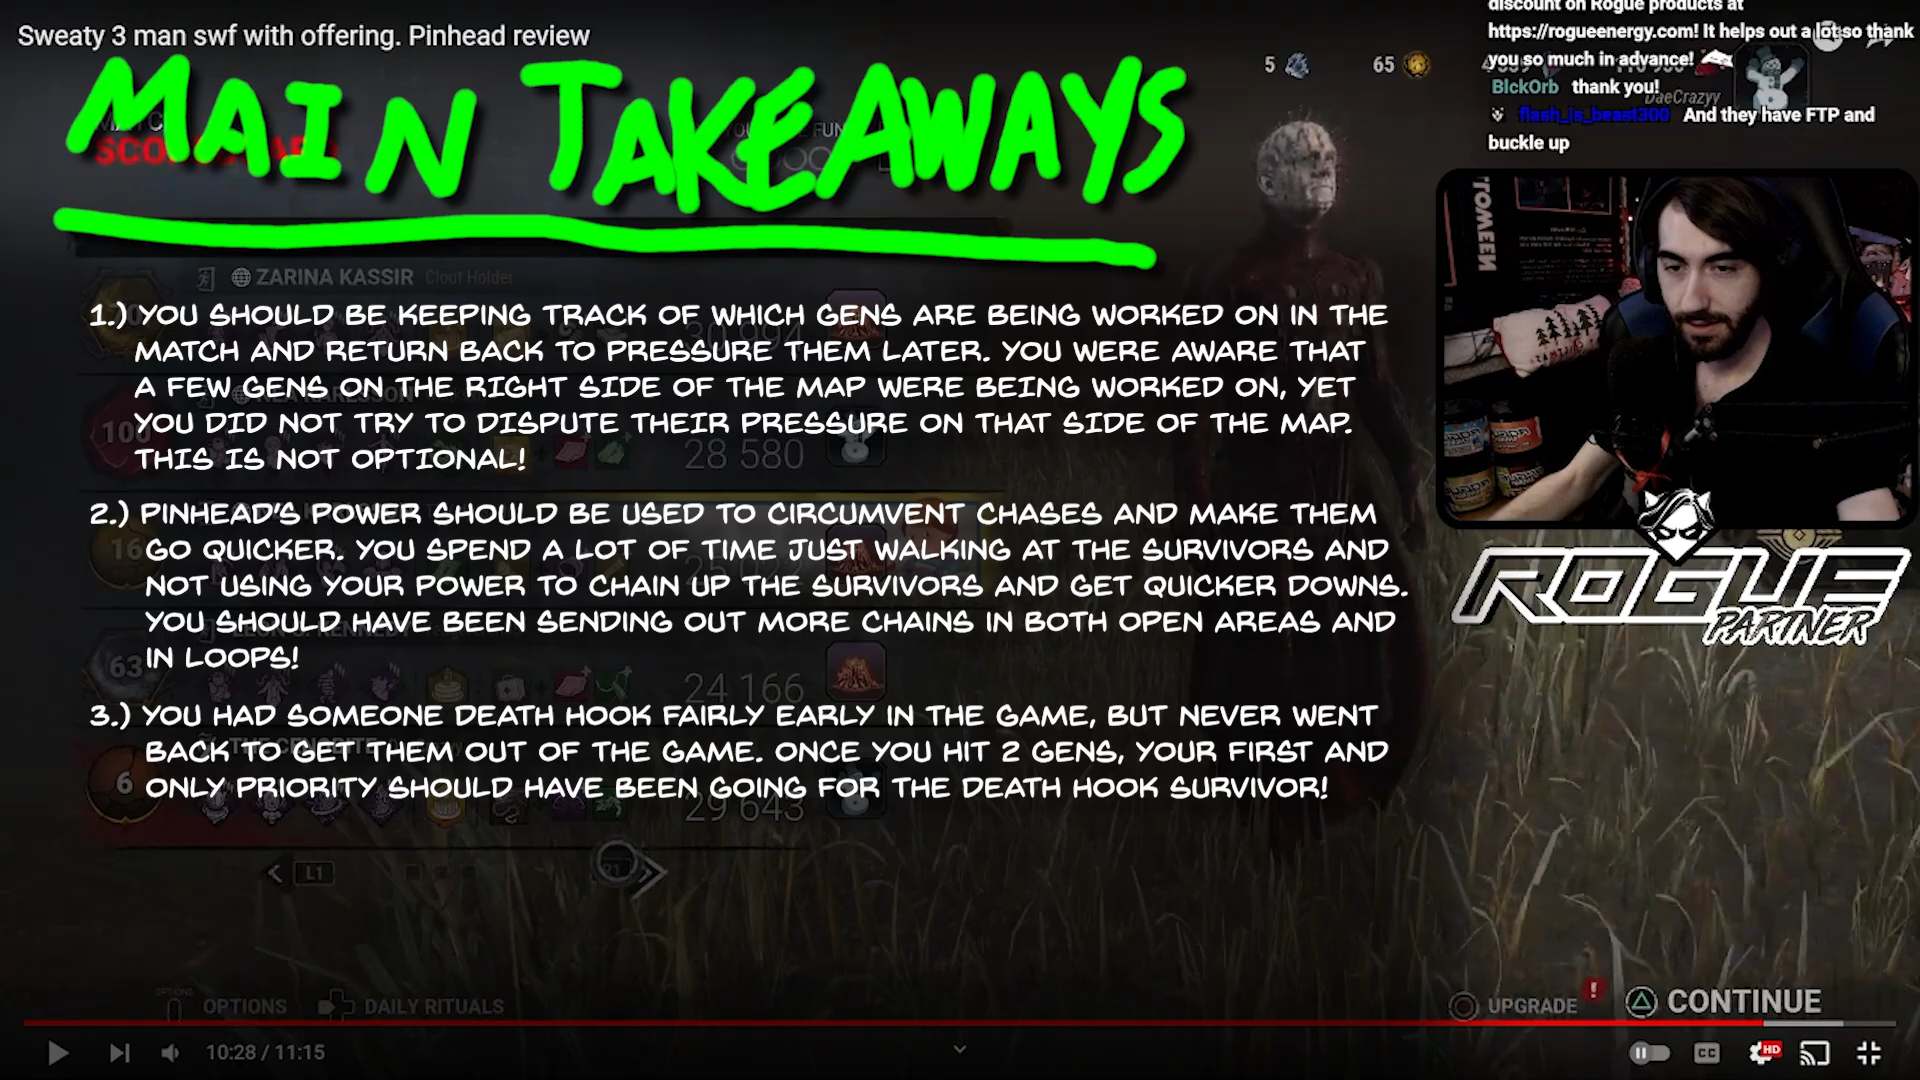 Sweaty 3 man swf with offering. Pinhead review
discount on Rogue products at
https://rogueenergy.com! It helps out a lot so thank
you so much in advance!
BlckOrb thank you!
flash_is_beast300 And they have FTP and
buckle up
5
65
DaeCrazyy
MAIN TAKEAWAYS
ZARINA KASSIR Clout Holder
1.) YOU SHOULD BE KEEPING TRACK OF WHICH GENS ARE BEING WORKED ON IN THE
MATCH AND RETURN BACK TO PRESSURE THEM LATER. YOU WERE AWARE THAT
A FEW GENS ON THE RIGHT SIDE OF THE MAP WERE BEING WORKED ON, YET
YOU DID NOT TRY TO DISPUTE THEIR PRESSURE ON THAT SIDE OF THE MAP.
100
28 580
THIS IS NOT OPTIONAL!
2.) PINHEAD'S POWER SHOULD BE USED TO CIRCUMVENT CHASES AND MAKE THEM
GO QUICKER. YOU SPEND A LOT OF TIME JUST WALKING AT THE SURVIVORS AND
16
NOT USING YOUR POWER TO CHAIN UP THE SURVIVORS AND GET QUICKER DOWNS.
YOU SHOULD HAVE BEEN SENDING OUT MORE CHAINS IN BOTH OPEN AREAS AND
IN LOOPS!
63
24 166
3.) YOU HAD SOMEONE DEATH HOOK FAIRLY EARLY IN THE GAME, BUT NEVER WENT
BACK TO GET THEM OUT OF THE GAME. ONCE YOU HIT 2 GENS, YOUR FIRST AND
ONLY PRIORITY SHOULD HAVE BEEN GOING FOR THE DEATH HOOK SURVIVOR!
6
29 643
ROGUE
PARTNER
L1
OPTIONS
DAILY RITUALS
UPGRADE
CONTINUE
10:28 / 11:15
CC
HD